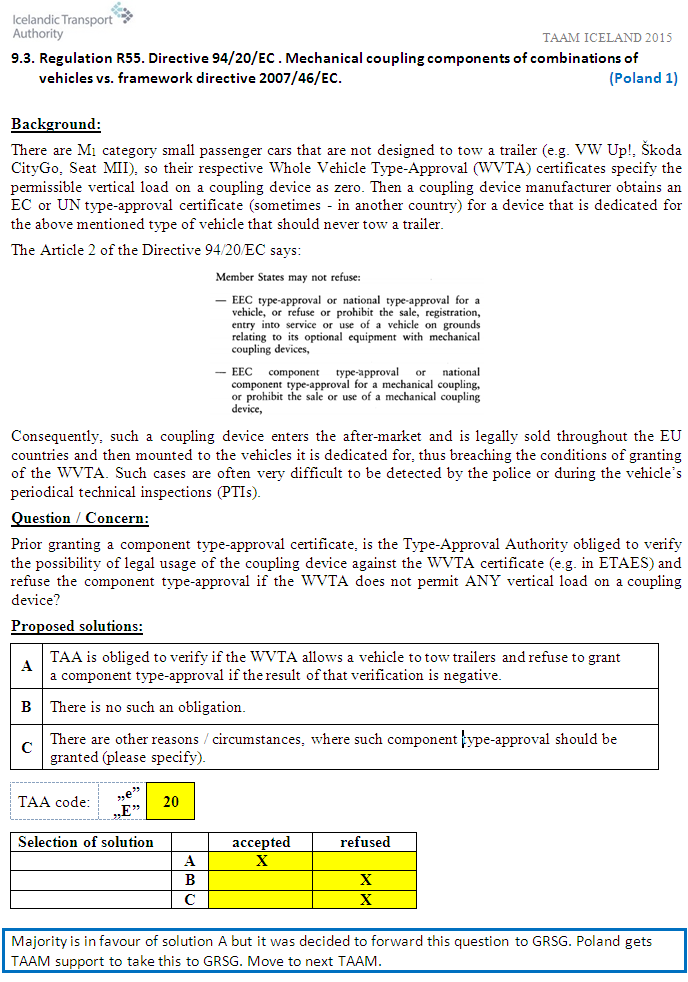 Icelandic Transport
Authority
TAAM ICELAND 2015
9.3. Regulation R55. Directive 94/20/EC . Mechanical coupling components of combinations of
vehicles vs. framework directive 2007/46/EC. (Poland 1)
Background:
There are M1 category small passenger cars that are not designed to tow a trailer (e.g. VW Up!, Škoda
CityGo, Seat MII), so their respective Whole Vehicle Type-Approval (WVTA) certificates specify the
permissible vertical load on a coupling device as zero. Then a coupling device manufacturer obtains an
EC or UN type-approval certificate (sometimes - in another country) for a device that is dedicated for
the above mentioned type of vehicle that should never tow a trailer.
The Article 2 of the Directive 94/20/EC says:
Member States may not refuse:
— EEC type-approval or national type-approval for a
vehicle, or refuse or prohibit the sale, registration,
entry into service or use of a vehicle on grounds
relating to its optional equipment with mechanical
coupling devices,
— EEC component type-approval or national
component type-approval for a mechanical coupling,
or prohibit the sale or use of a mechanical coupling
device,
Consequently, such a coupling device enters the after-market and is legally sold throughout the EU
countries and then mounted to the vehicles it is dedicated for, thus breaching the conditions of granting
of the WVTA. Such cases are often very difficult to be detected by the police or during the vehicle's
periodical technical inspections (PTIs).
Question / Concern:
Prior granting a component type-approval certificate, is the Type-Approval Authority obliged to verify
the possibility of legal usage of the coupling device against the WVTA certificate (e.g. in ETAES) and
refuse the component type-approval if the WVTA does not permit ANY vertical load on a coupling
device?
Proposed solutions:
A TAA is obliged to verify if the WVTA allows a vehicle to tow trailers and refuse to grant
a component type-approval if the result of that verification is negative.
B There is no such an obligation.
C There are other reasons / circumstances, where such component type-approval should be
granted (please specify).
TAA code: „e” „E” 20
Selection of solution accepted refused
A X
B X
C X
Majority is in favour of solution A but it was decided to forward this question to GRSG. Poland gets
TAAM support to take this to GRSG. Move to next TAAM.